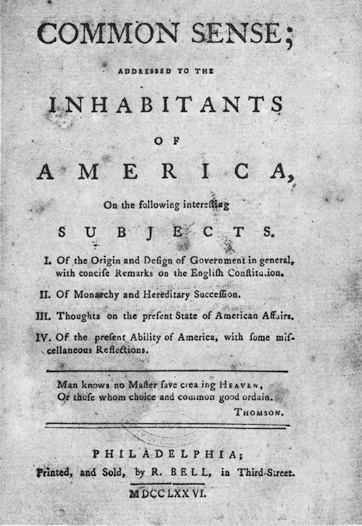 COMMON SENSE;
ADDRESSED TO THE
INHABITANTS
OF
AMERICA,
On the following interesting
SUBJECTS.
I. Of the Origin and Design of Government in general,
with concise Remarks on the English Constitution.
II. Of Monarchy and Hereditary Succession.
III. Thoughts on the present State of American Affairs.
IV. Of the present Ability of America, with some mis-
cellaneous Reflections.
Man knows no Master save creating HEAVEN,
Or those whom choice and common good ordain.
THOMSON.
PHILADELPHIA;
Printed, and Sold, by R. BELL, in Third-Street.
MDCCLXXVI.